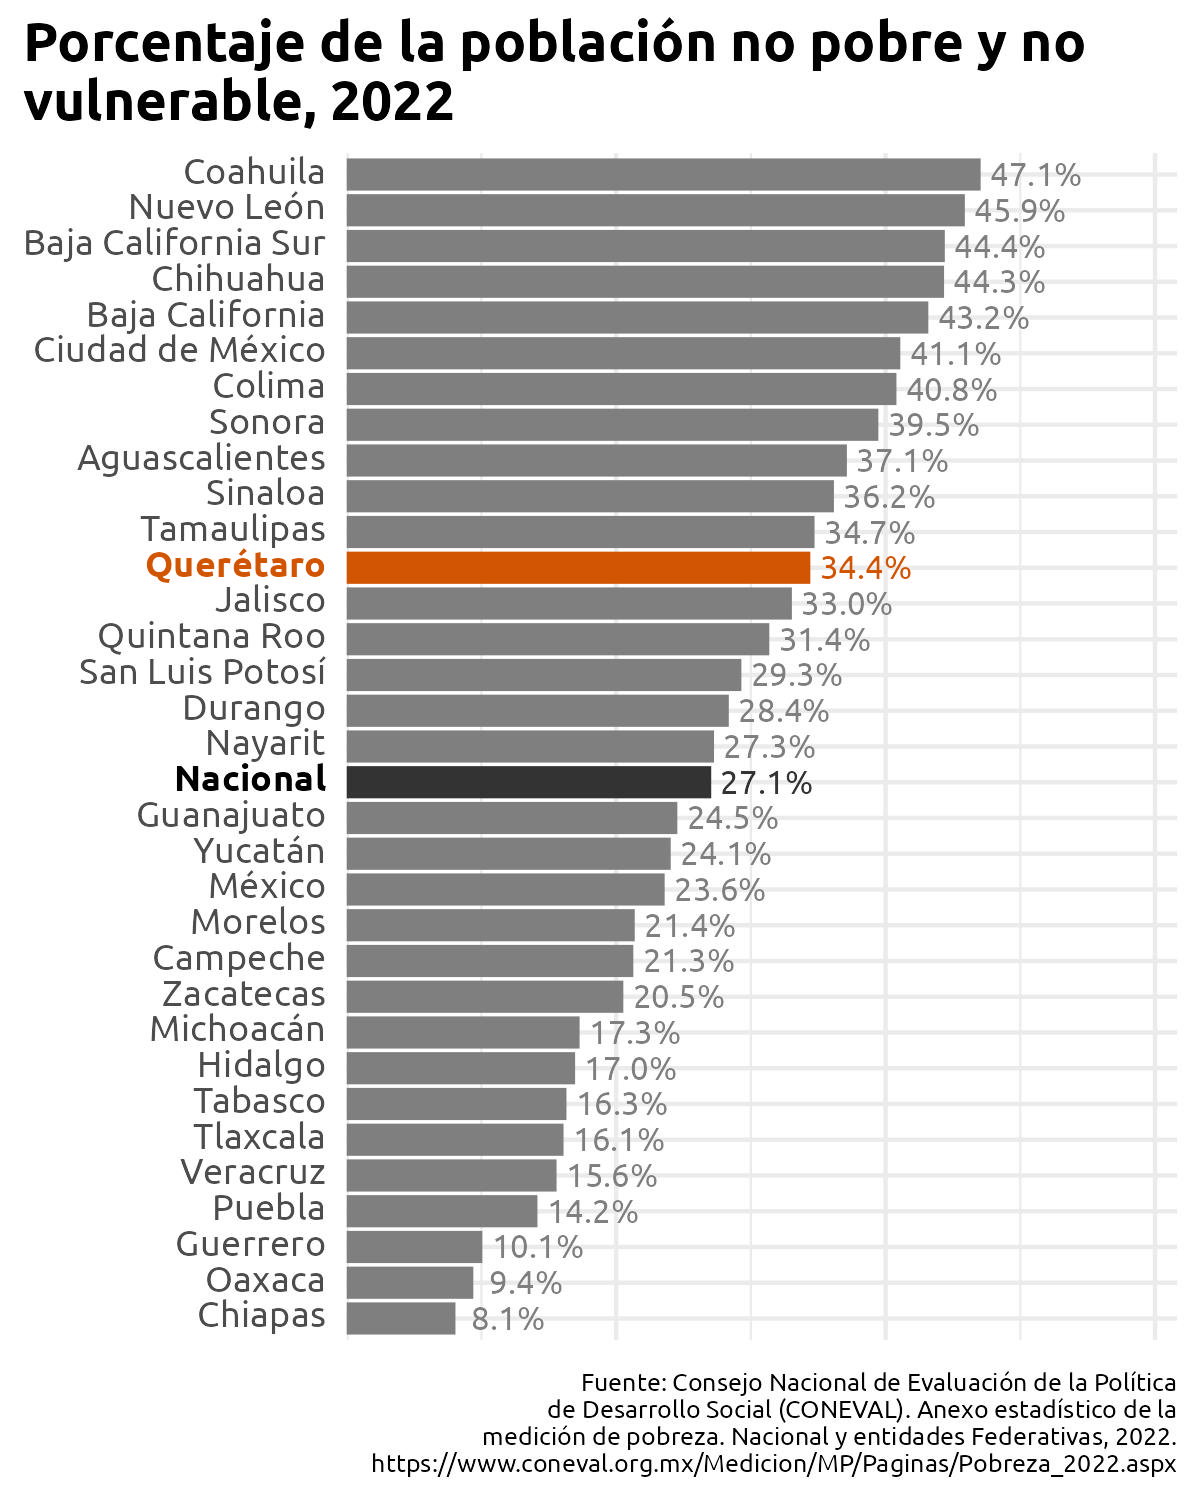 Porcentaje de la población no pobre y no
vulnerable, 2022
Coahuila 47.1%
Nuevo León 45.9%
Baja California Sur 44.4%
Chihuahua 44.3%
Baja California 43.2%
Ciudad de México 41.1%
Colima 40.8%
Sonora 39.5%
Aguascalientes 37.1%
Sinaloa 36.2%
Tamaulipas 34.7%
Querétaro 34.4%
Jalisco 33.0%
Quintana Roo 31.4%
San Luis Potosí 29.3%
Durango 28.4%
Nayarit 27.3%
Nacional 27.1%
Guanajuato 24.5%
Yucatán 24.1%
México 23.6%
Morelos 21.4%
Campeche 21.3%
Zacatecas 20.5%
Michoacán 17.3%
Hidalgo 17.0%
Tabasco 16.3%
Tlaxcala 16.1%
Veracruz 15.6%
Puebla 14.2%
Guerrero 10.1%
Oaxaca 9.4%
Chiapas 8.1%
Fuente: Consejo Nacional de Evaluación de la Política
de Desarrollo Social (CONEVAL). Anexo estadístico de la
medición de pobreza. Nacional y entidades Federativas, 2022.
https://www.coneval.org.mx/Medicion/MP/Paginas/Pobreza_2022.aspx